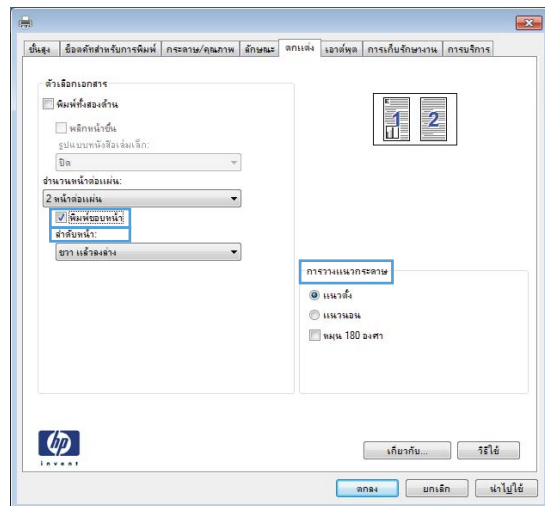 ขั้นสูง ช็อตคัทสำหรับการพิมพ์ กระดาษ/คุณภาพ ลักษณะ ตกแต่ง เอาต์พุต การเก็บรักษางาน การบริการ
ตัวเลือกเอกสาร
พิมพ์ทั้งสองด้าน
พลิกหน้าขึ้น
รูปแบบหนังสือเล่มเล็ก:
ปิด
จำนวนหน้าต่อแผ่น:
2 หน้าต่อแผ่น
พิมพ์ขอบหน้า
ลำดับหน้า:
ขวา แล้วลงล่าง
1 2
การวางแนวกระดาษ
แนวตั้ง
แนวนอน
หมุน 180 องศา
hp
invent
เกี่ยวกับ... วิธีใช้
ตกลง ยกเลิก นำไปใช้